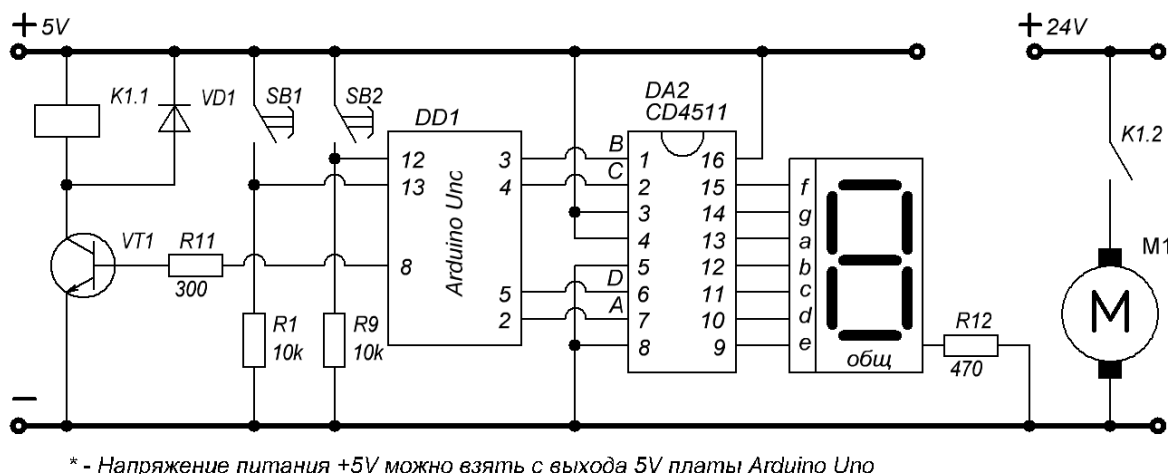 + 5V
+ 24V
K1.1
VD1
SB1
SB2
DD1
DA2
CD4511
K1.2
12
13
8
3
4
5
2
Arduino Unc
B
C
D
A
1
2
3
4
5
6
7
8
16
15
14
13
12
11
10
9
f
g
a
b
c
d
e
общ
VT1
R11
300
R1
10k
R9
10k
R12
470
M1
M
−
* - Напряжение питания +5V можно взять с выхода 5V платы Arduino Uno